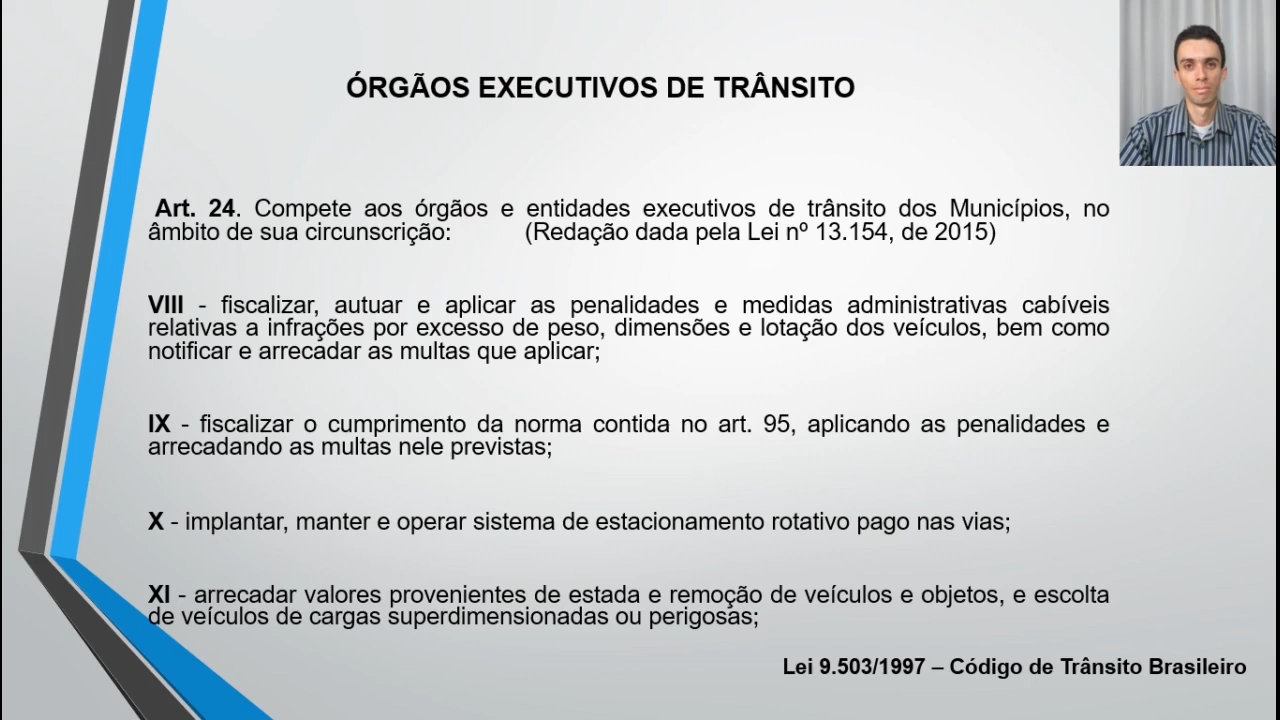 ÓRGÃOS EXECUTIVOS DE TRÂNSITO
Art. 24. Compete aos órgãos e entidades executivos de trânsito dos Municípios, no
âmbito de sua circunscrição: (Redação dada pela Lei nº 13.154, de 2015)
VIII - fiscalizar, autuar e aplicar as penalidades e medidas administrativas cabíveis
relativas a infrações por excesso de peso, dimensões e lotação dos veículos, bem como
notificar e arrecadar as multas que aplicar;
IX - fiscalizar o cumprimento da norma contida no art. 95, aplicando as penalidades e
arrecadando as multas nele previstas;
X - implantar, manter e operar sistema de estacionamento rotativo pago nas vias;
XI - arrecadar valores provenientes de estada e remoção de veículos e objetos, e escolta
de veículos de cargas superdimensionadas ou perigosas;
Lei 9.503/1997 – Código de Trânsito Brasileiro